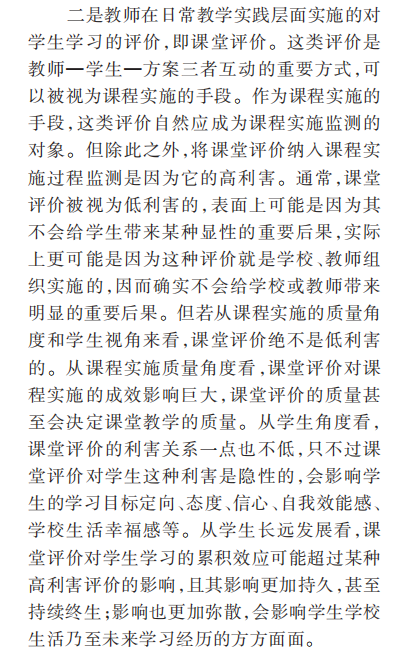 二是教师在日常教学实践层面实施的对
学生学习的评价,即课堂评价。这类评价是
教师—学生—方案三者互动的重要方式,可
以被视为课程实施的手段。作为课程实施的
手段,这类评价自然应成为课程实施监测的
对象。但除此之外,将课堂评价纳入课程实
施过程监测是因为它的高利害。通常,课堂
评价被视为低利害的,表面上可能是因为其
不会给学生带来某种显性的重要后果,实际
上更可能是因为这种评价就是学校、教师组
织实施的,因而确实不会给学校或教师带来
明显的重要后果。但若从课程实施的质量角
度和学生视角来看,课堂评价绝不是低利害
的。从课程实施质量角度看,课堂评价对课
程实施的成效影响巨大,课堂评价的质量甚
至会决定课堂教学的质量。从学生角度看,
课堂评价的利害关系一点也不低,只不过课
堂评价对学生这种利害是隐性的,会影响学
生的学习目标定向、态度、信心、自我效能感、
学校生活幸福感等。从学生长远发展看,课
堂评价对学生学习的累积效应可能超过某种
高利害评价的影响,且其影响更加持久,甚至
持续终生;影响也更加弥散,会影响学生学校
生活乃至未来学习经历的方方面面。